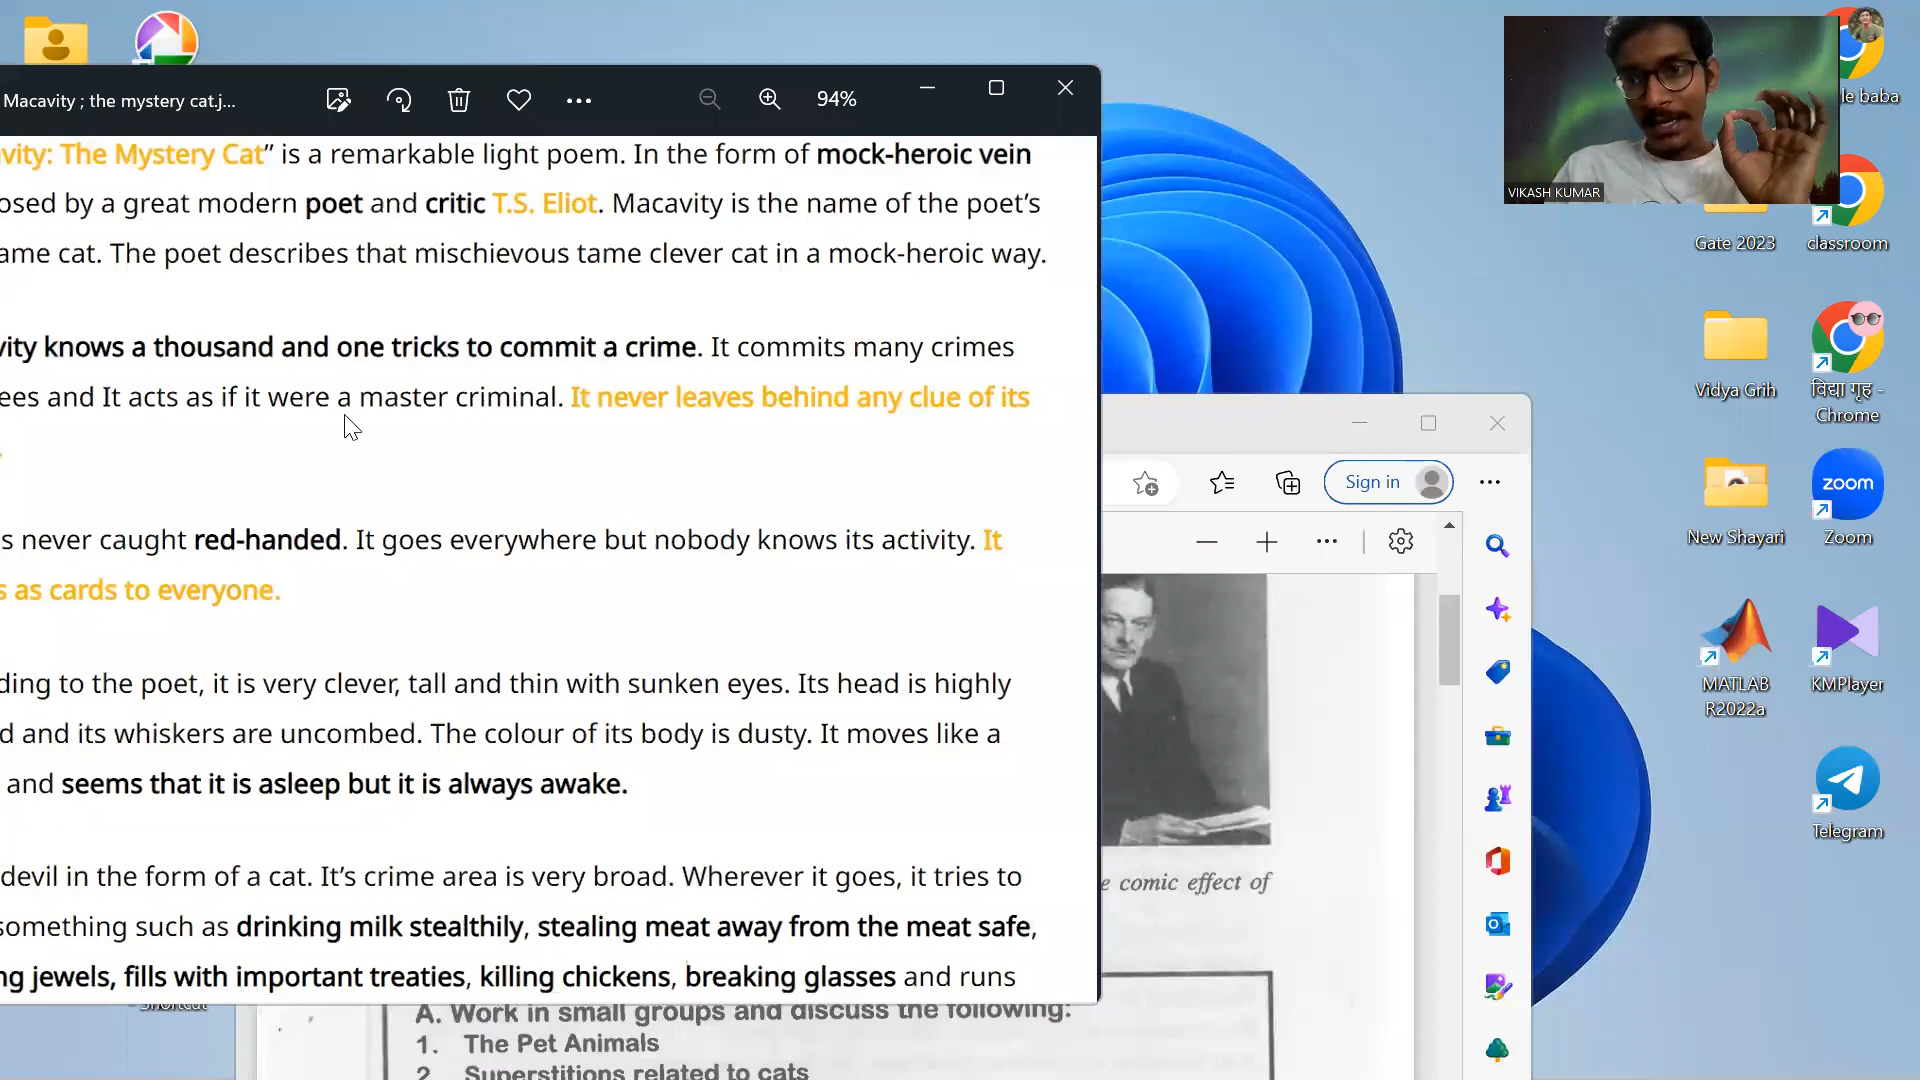 Macavity ; the mystery cat.j...
94%
le baba
VIKASH KUMAR
vity: The Mystery Cat” is a remarkable light poem. In the form of mock-heroic vein
osed by a great modern poet and critic T.S. Eliot. Macavity is the name of the poet’s
ame cat. The poet describes that mischievous tame clever cat in a mock-heroic way.
Gate 2023
classroom
vity knows a thousand and one tricks to commit a crime. It commits many crimes
ees and It acts as if it were a master criminal. It never leaves behind any clue of its
Vidya Grih
विद्या गृह -
Chrome
Sign in
s never caught red-handed. It goes everywhere but nobody knows its activity. It
s as cards to everyone.
zoom
New Shayari
Zoom
ding to the poet, it is very clever, tall and thin with sunken eyes. Its head is highly
d and its whiskers are uncombed. The colour of its body is dusty. It moves like a
and seems that it is asleep but it is always awake.
MATLAB
R2022a
KMPlayer
Telegram
devil in the form of a cat. It’s crime area is very broad. Wherever it goes, it tries to
something such as drinking milk stealthily, stealing meat away from the meat safe,
ng jewels, fills with important treaties, killing chickens, breaking glasses and runs
e comic effect of
Shortcut
A. Work in small groups and discuss the following:
1. The Pet Animals
2. Superstitions related to cats